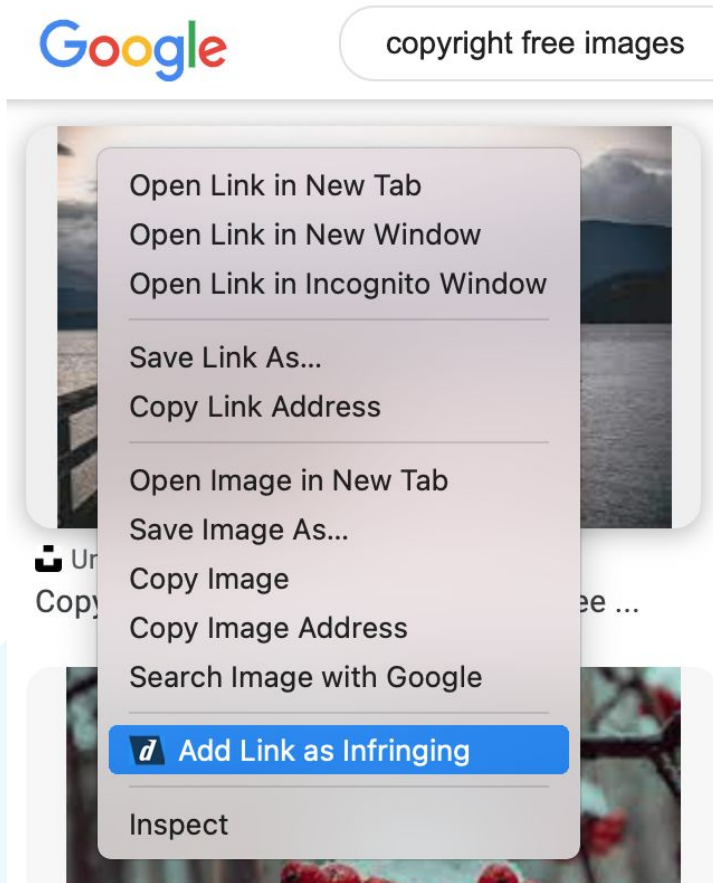 Google
copyright free images
Open Link in New Tab
Open Link in New Window
Open Link in Incognito Window
Save Link As...
Copy Link Address
Open Image in New Tab
Save Image As...
Copy Image
Copy Image Address
Search Image with Google
d Add Link as Infringing
Inspect